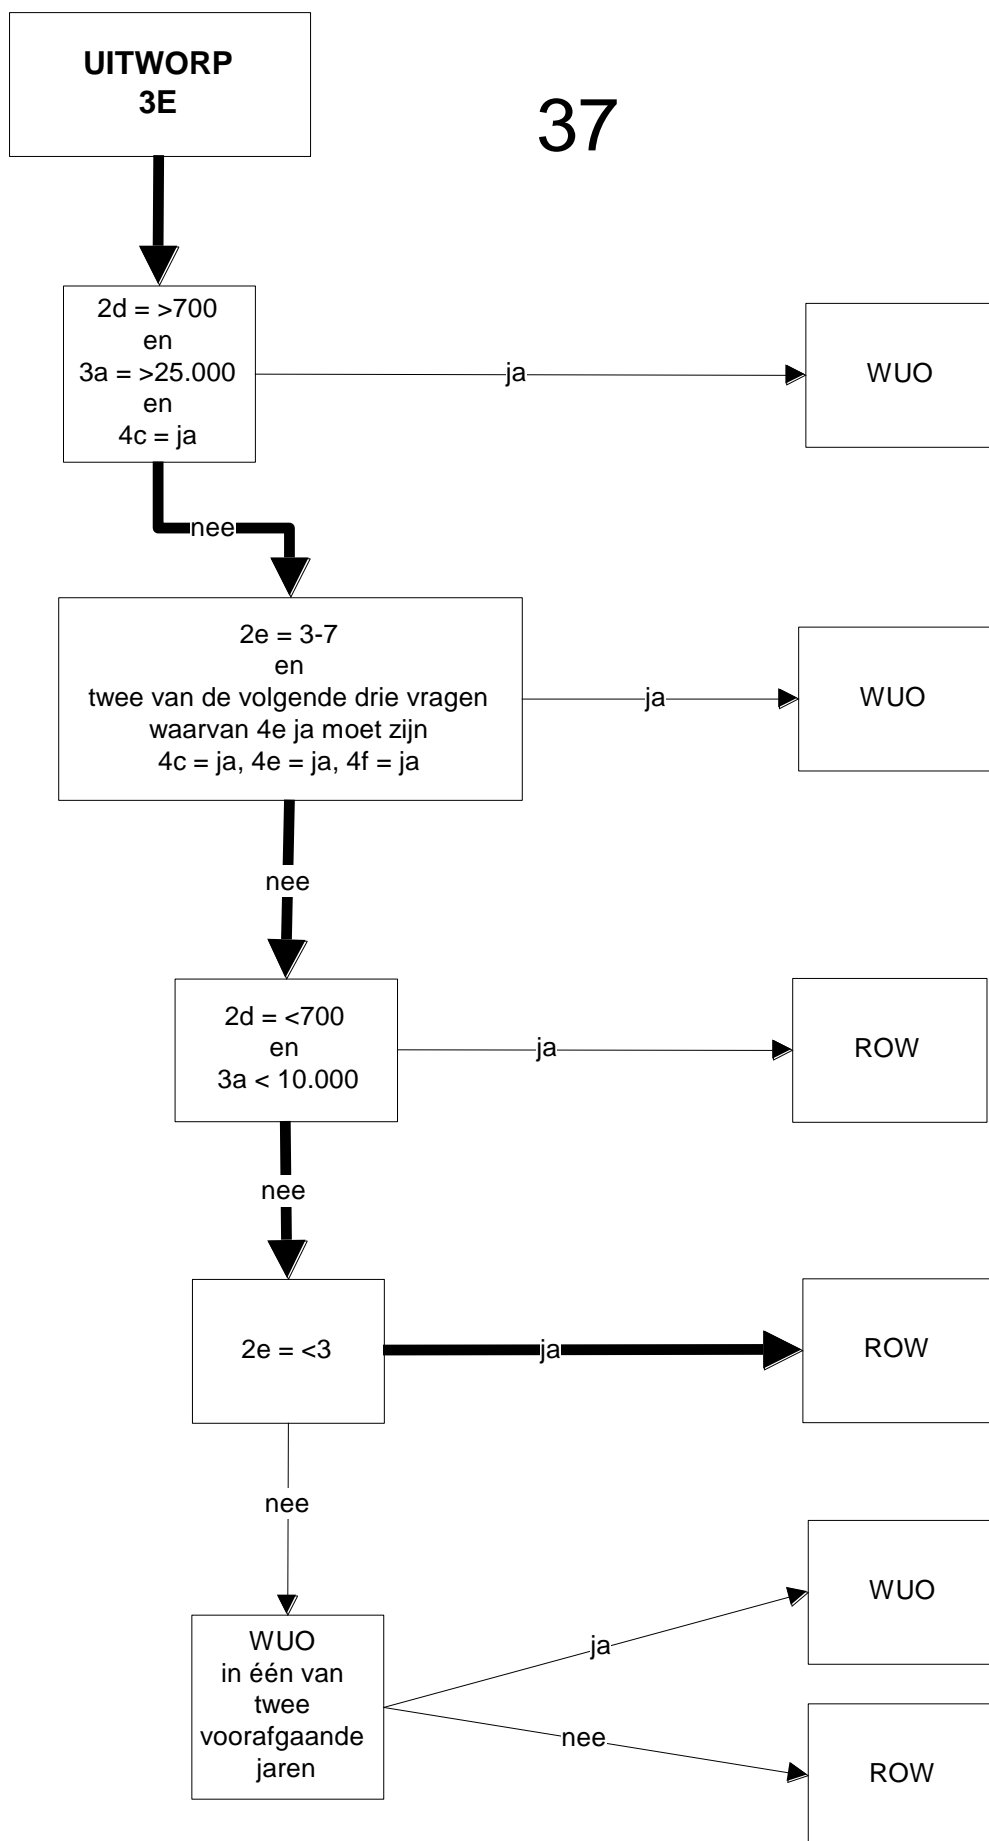 UITWORP
3E
37
2d = >700
en
3a = >25.000
en
4c = ja
ja
WUO
nee
2e = 3-7
en
twee van de volgende drie vragen
waarvan 4e ja moet zijn
4c = ja, 4e = ja, 4f = ja
ja
WUO
nee
2d = <700
en
3a < 10.000
ja
ROW
nee
2e = <3
ja
ROW
nee
WUO
in één van
twee
voorafgaande
jaren
ja
WUO
nee
ROW